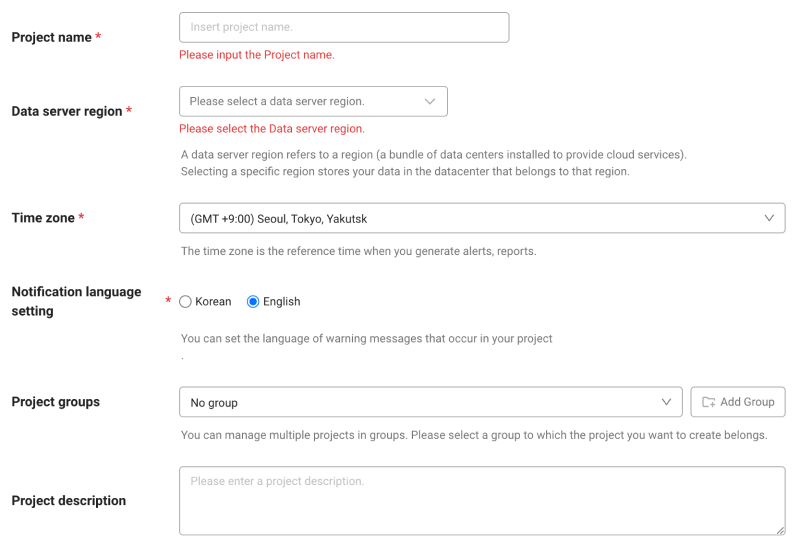 Project name *
Insert project name.
Please input the Project name.
Data server region *
Please select a data server region.
Please select the Data server region.
A data server region refers to a region (a bundle of data centers installed to provide cloud services).
Selecting a specific region stores your data in the datacenter that belongs to that region.
Time zone *
(GMT +9:00) Seoul, Tokyo, Yakutsk
The time zone is the reference time when you generate alerts, reports.
Notification language
setting
* Korean English
You can set the language of warning messages that occur in your project
.
Project groups
No group
Add Group
You can manage multiple projects in groups. Please select a group to which the project you want to create belongs.
Project description
Please enter a project description.